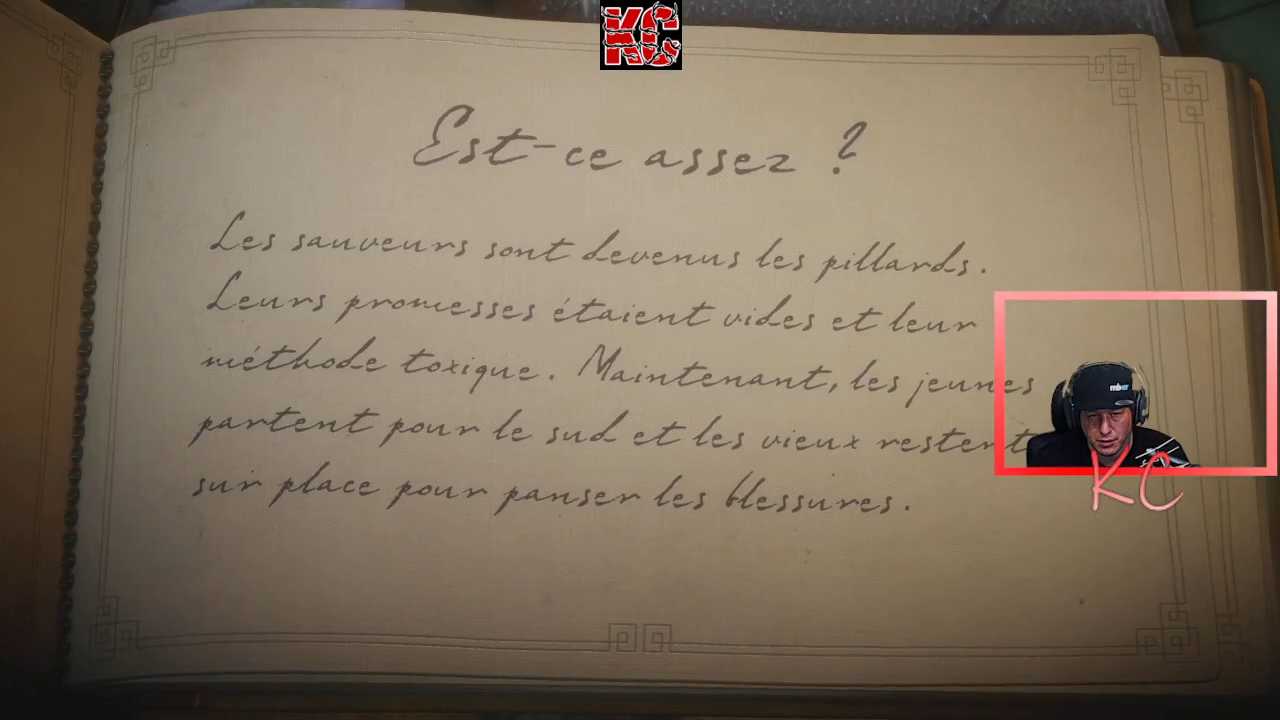 KC
Est-ce assez ?
Les sauveurs sont devenus les pillards.
Leurs promesses étaient vides et leur
méthode toxique. Maintenant, les jeunes
partent pour le sud et les vieux restent
sur place pour panser les blessures.
KC